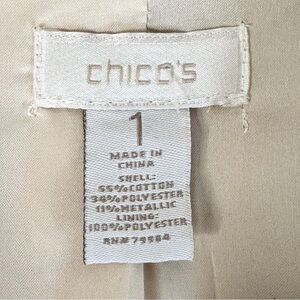 chico's
1
MADE IN
CHINA
SHELL:
55%COTTON
34%POLYESTER
11%METALLIC
LINING:
100%POLYESTER
RN#79984